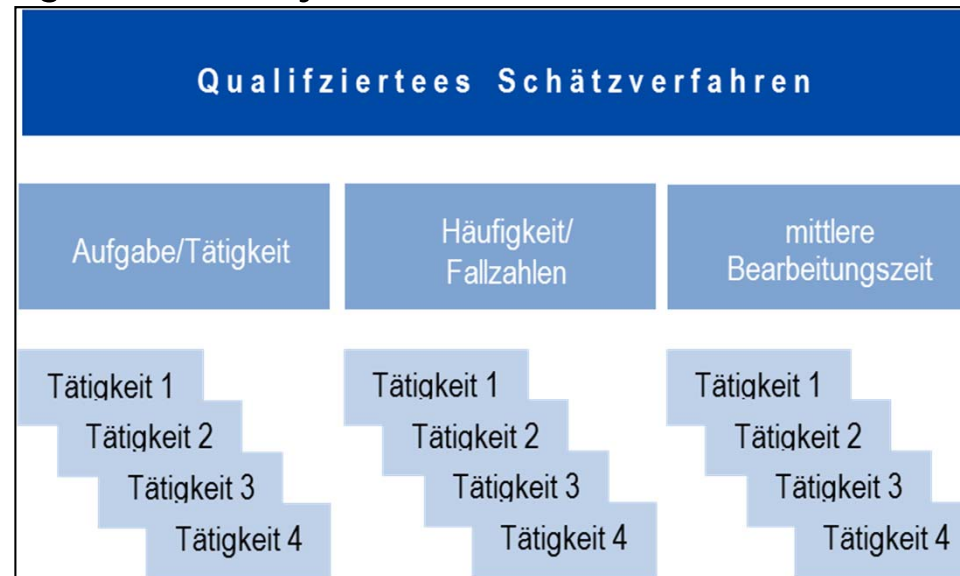 Qualifziertees Schätzverfahren
Aufgabe/Tätigkeit
Häufigkeit/
Fallzahlen
mittlere
Bearbeitungszeit
Tätigkeit 1
Tätigkeit 2
Tätigkeit 3
Tätigkeit 4
Tätigkeit 1
Tätigkeit 2
Tätigkeit 3
Tätigkeit 4
Tätigkeit 1
Tätigkeit 2
Tätigkeit 3
Tätigkeit 4